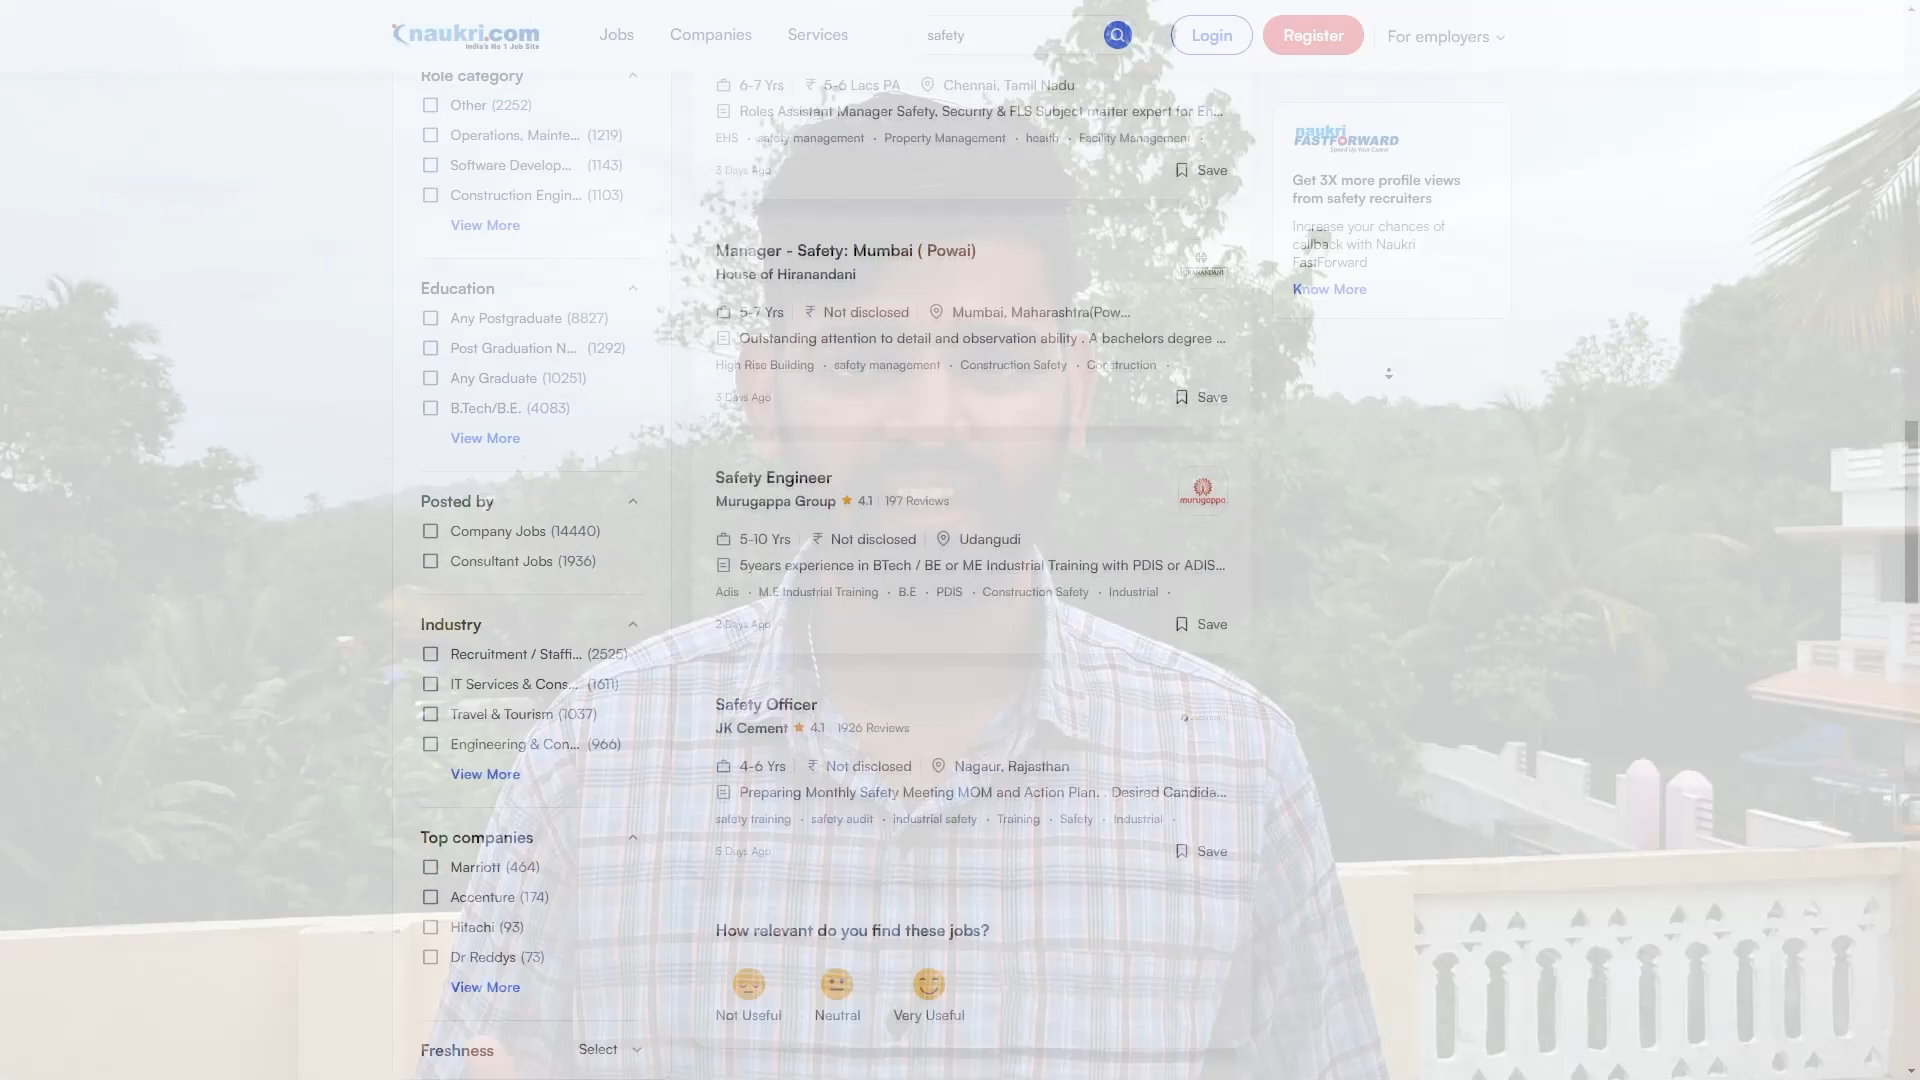 naukri.com
India's No 1 Job Site
Jobs
Companies
Services
safety
Login
Register
For employers
Role category
Other (2252)
Operations, Mainte... (1219)
Software Develop... (1143)
Construction Engin... (1103)
View More
Education
Any Postgraduate (8827)
Post Graduation N... (1292)
Any Graduate (10251)
B.Tech/B.E. (4083)
View More
Posted by
Company Jobs (14440)
Consultant Jobs (1936)
Industry
Recruitment / Staffi... (2525)
IT Services & Cons... (1611)
Travel & Tourism (1037)
Engineering & Con... (966)
View More
Top companies
Marriott (464)
Accenture (174)
Hitachi (93)
Dr Reddys (73)
View More
Freshness
Select
6-7 Yrs ₹ 5-6 Lacs PA Chennai, Tamil Nadu
Roles Assistant Manager Safety, Security & FLS Subject matter expert for En...
EHS · safety management · Property Management · health · Facility Management ·
3 Days Ago
Save
Manager - Safety: Mumbai ( Powai)
House of Hiranandani
HIRANANDANI
5-7 Yrs ₹ Not disclosed Mumbai, Maharashtra(Pow...
Outstanding attention to detail and observation ability . A bachelors degree ...
High Rise Building · safety management · Construction Safety · Construction ·
3 Days Ago
Save
Safety Engineer
Murugappa Group 4.1 197 Reviews
murugappa
5-10 Yrs ₹ Not disclosed Udangudi
5years experience in BTech / BE or ME Industrial Training with PDIS or ADIS...
Adis · M.E Industrial Training · B.E · PDIS · Construction Safety · Industrial ·
2 Days Ago
Save
Safety Officer
JK Cement 4.1 1926 Reviews
4-6 Yrs ₹ Not disclosed Nagaur, Rajasthan
Preparing Monthly Safety Meeting MOM and Action Plan. . Desired Candida...
safety training · safety audit · industrial safety · Training · Safety · Industrial ·
5 Days Ago
Save
How relevant do you find these jobs?
Not Useful
Neutral
Very Useful
naukri
FASTFORWARD
Speed Up Your Career
Get 3X more profile views
from safety recruiters
Increase your chances of
callback with Naukri
FastForward
Know More